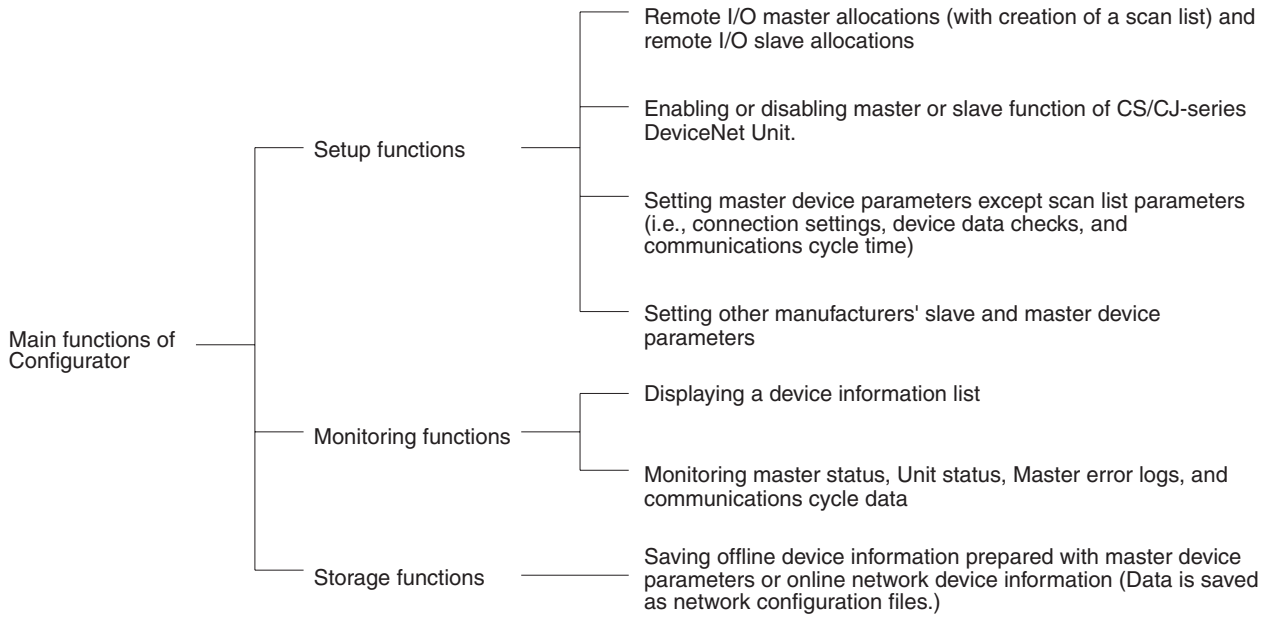 Remote I/O master allocations (with creation of a scan list) and
remote I/O slave allocations
Enabling or disabling master or slave function of CS/CJ-series
DeviceNet Unit.
Setup functions
Setting master device parameters except scan list parameters
(i.e., connection settings, device data checks, and
communications cycle time)
Setting other manufacturers' slave and master device
parameters
Main functions of
Configurator
Displaying a device information list
Monitoring functions
Monitoring master status, Unit status, Master error logs, and
communications cycle data
Storage functions
Saving offline device information prepared with master device
parameters or online network device information (Data is saved
as network configuration files.)